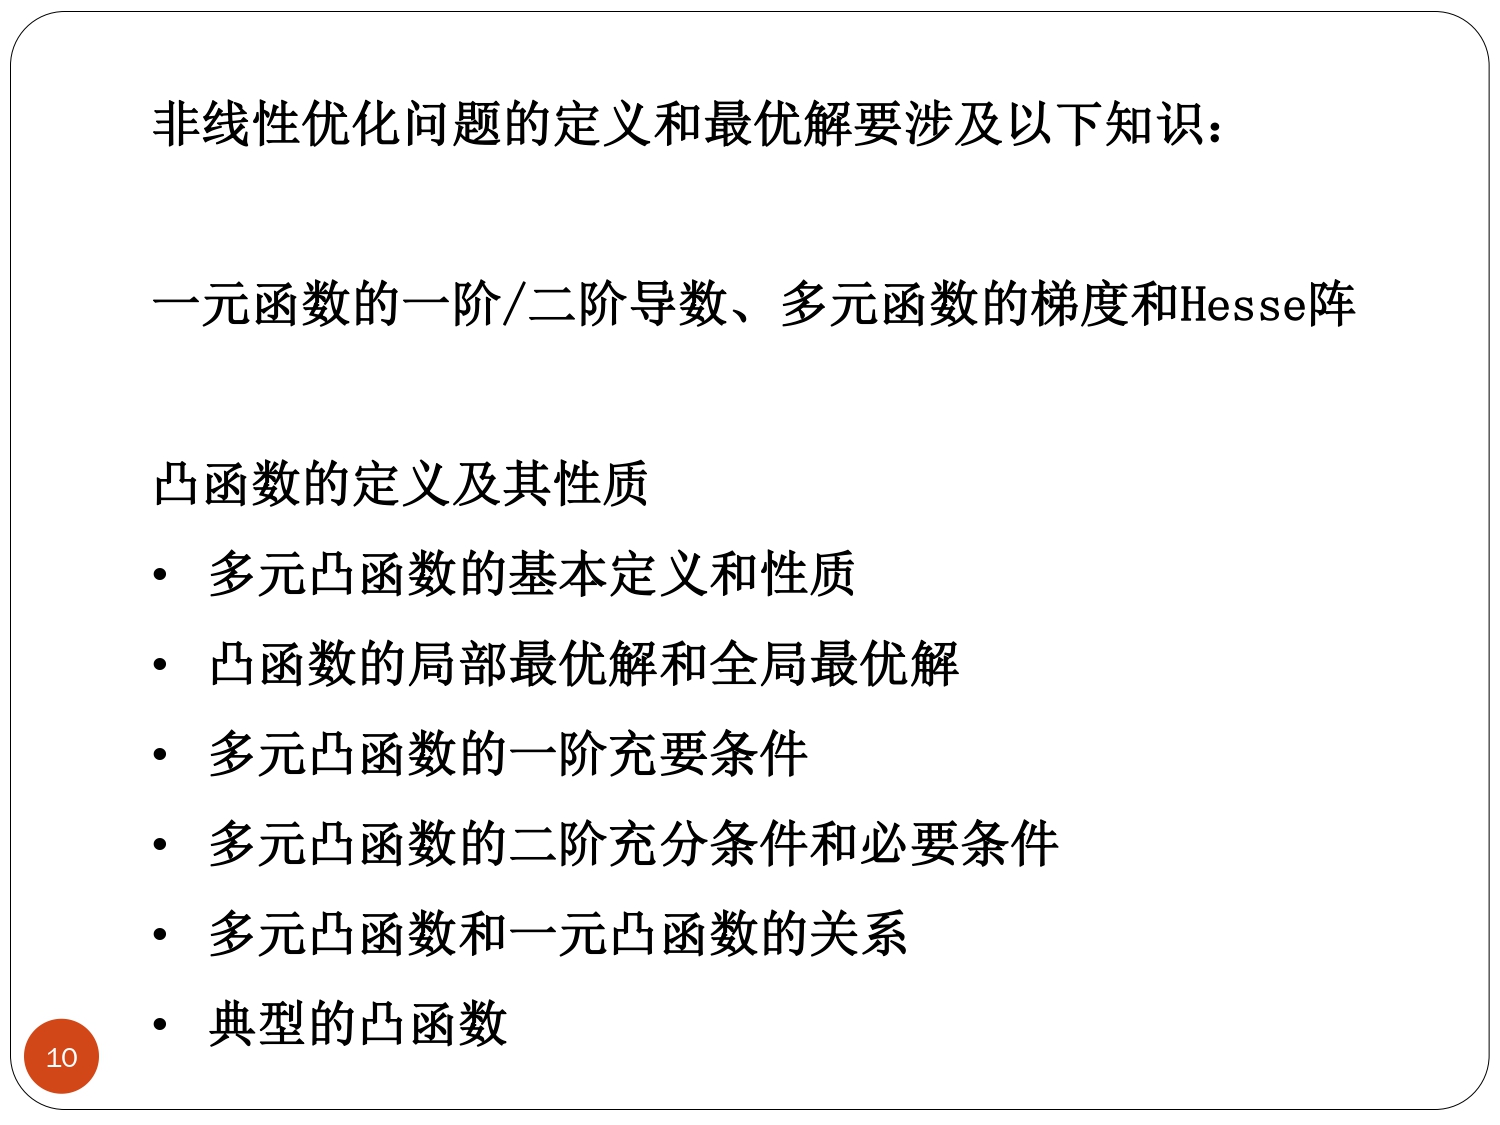 非线性优化问题的定义和最优解要涉及以下知识：
一元函数的一阶/二阶导数、多元函数的梯度和Hesse阵
凸函数的定义及其性质
• 多元凸函数的基本定义和性质
• 凸函数的局部最优解和全局最优解
• 多元凸函数的一阶充要条件
• 多元凸函数的二阶充分条件和必要条件
• 多元凸函数和一元凸函数的关系
• 典型的凸函数
10